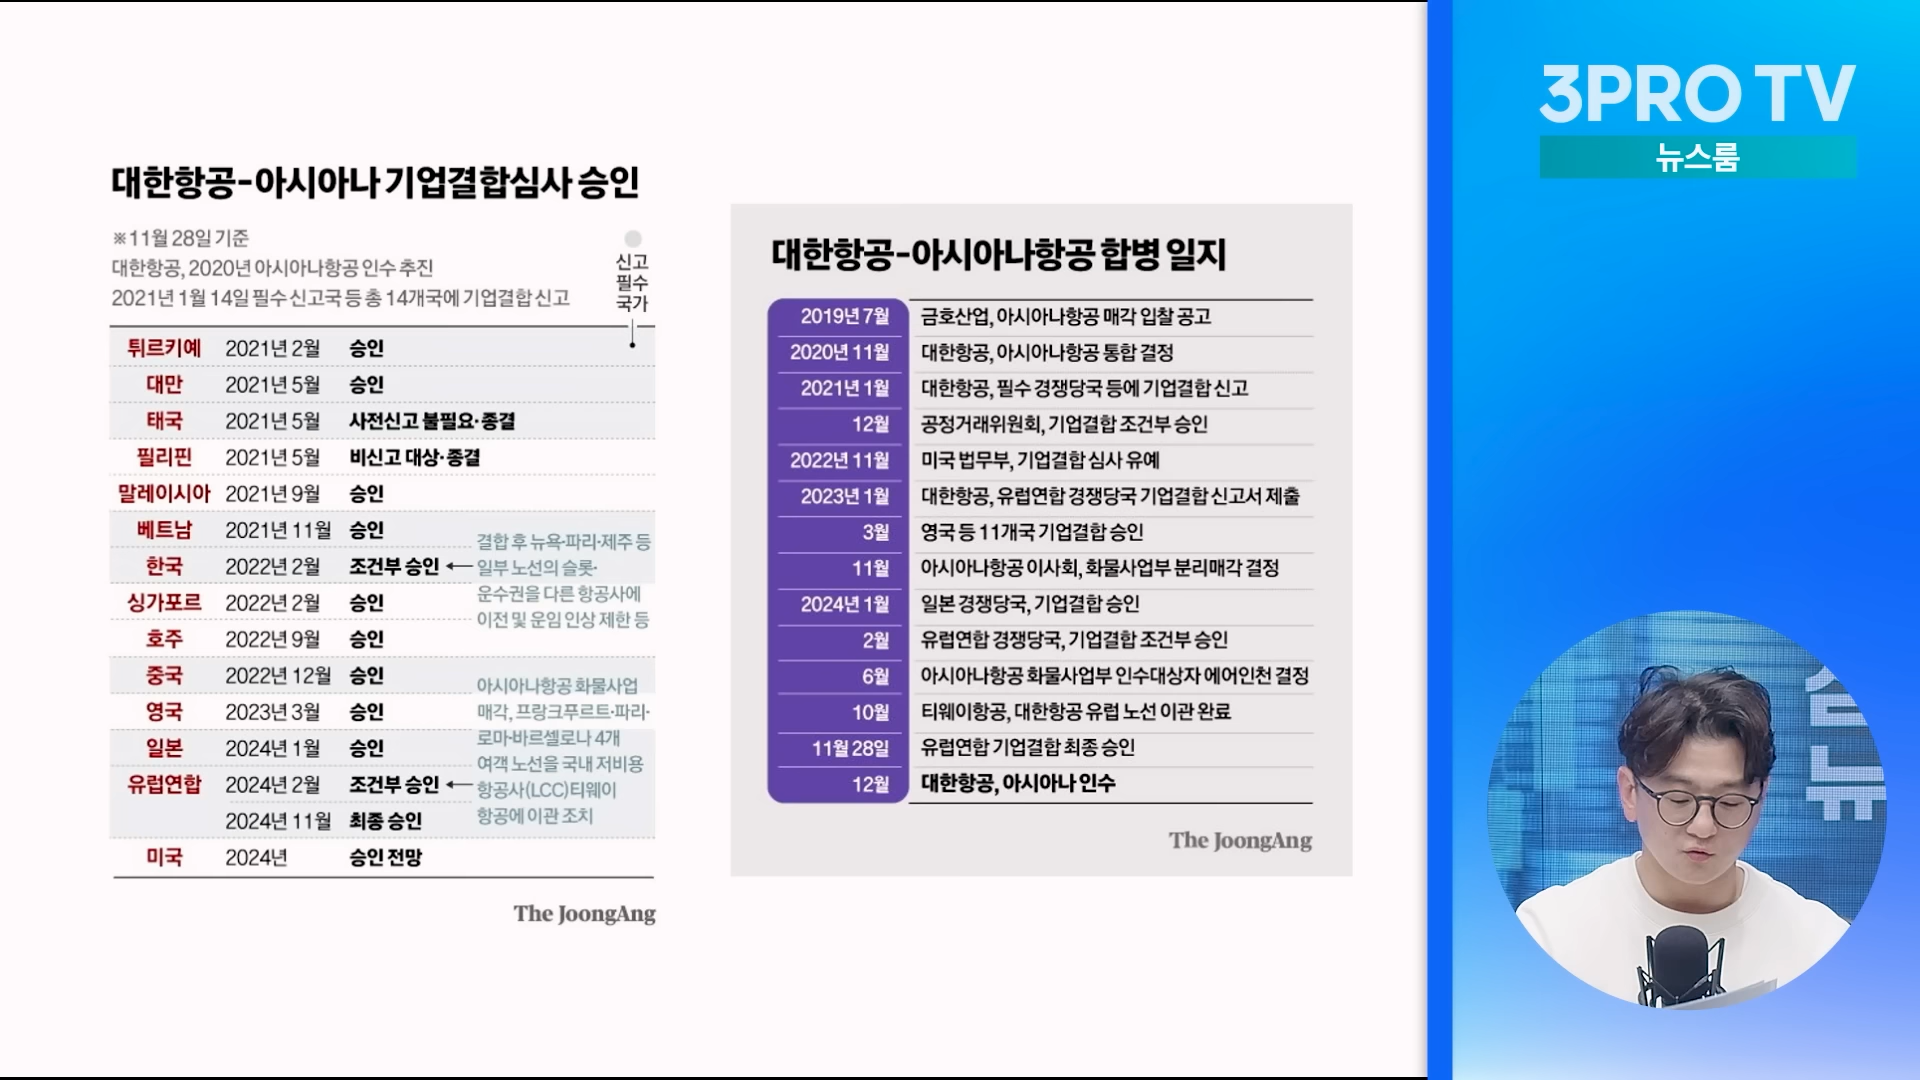 3PRO TV
뉴스룸
대한항공-아시아나 기업결합심사 승인
※11월 28일 기준
대한항공, 2020년 아시아나항공 인수 추진
2021년 1월 14일 필수 신고국 등 총 14개국에 기업결합 신고
신고
필수
국가
튀르키예 2021년 2월 승인
대만 2021년 5월 승인
태국 2021년 5월 사전신고 불필요·종결
필리핀 2021년 5월 비신고 대상·종결
말레이시아 2021년 9월 승인
베트남 2021년 11월 승인
한국 2022년 2월 조건부 승인
결합 후 뉴욕·파리·제주 등
일부 노선의 슬롯·
운수권을 다른 항공사에
이전 및 운임 인상 제한 등
싱가포르 2022년 2월 승인
호주 2022년 9월 승인
중국 2022년 12월 승인
영국 2023년 3월 승인
일본 2024년 1월 승인
유럽연합 2024년 2월 조건부 승인
아시아나항공 화물사업
매각, 프랑크푸르트·파리·
로마·바르셀로나 4개
여객 노선을 국내 저비용
항공사(LCC)티웨이
항공에 이관 조치
2024년 11월 최종 승인
미국 2024년 승인 전망
The JoongAng
대한항공-아시아나항공 합병 일지
2019년 7월 금호산업, 아시아나항공 매각 입찰 공고
2020년 11월 대한항공, 아시아나항공 통합 결정
2021년 1월 대한항공, 필수 경쟁당국 등에 기업결합 신고
12월 공정거래위원회, 기업결합 조건부 승인
2022년 11월 미국 법무부, 기업결합 심사 유예
2023년 1월 대한항공, 유럽연합 경쟁당국 기업결합 신고서 제출
3월 영국 등 11개국 기업결합 승인
11월 아시아나항공 이사회, 화물사업부 분리매각 결정
2024년 1월 일본 경쟁당국, 기업결합 승인
2월 유럽연합 경쟁당국, 기업결합 조건부 승인
6월 아시아나항공 화물사업부 인수대상자 에어인천 결정
10월 티웨이항공, 대한항공 유럽 노선 이관 완료
11월 28일 유럽연합 기업결합 최종 승인
12월 대한항공, 아시아나 인수
The JoongAng